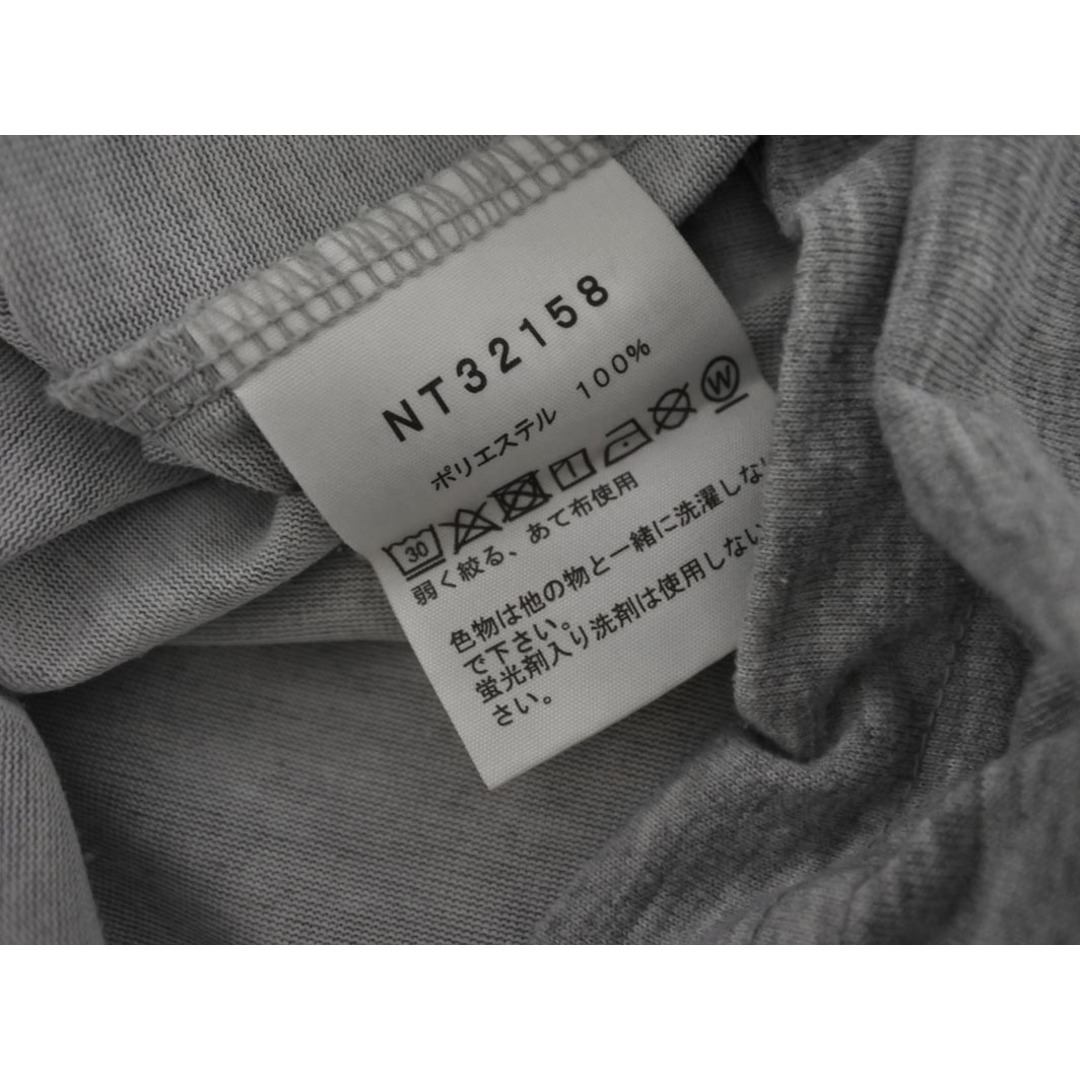 NT32158
ポリエステル 100%
30 W
弱く絞る、あて布使用
色物は他の物と一緒に洗濯しない
で下さい。
蛍光剤入り洗剤は使用しない
さい。